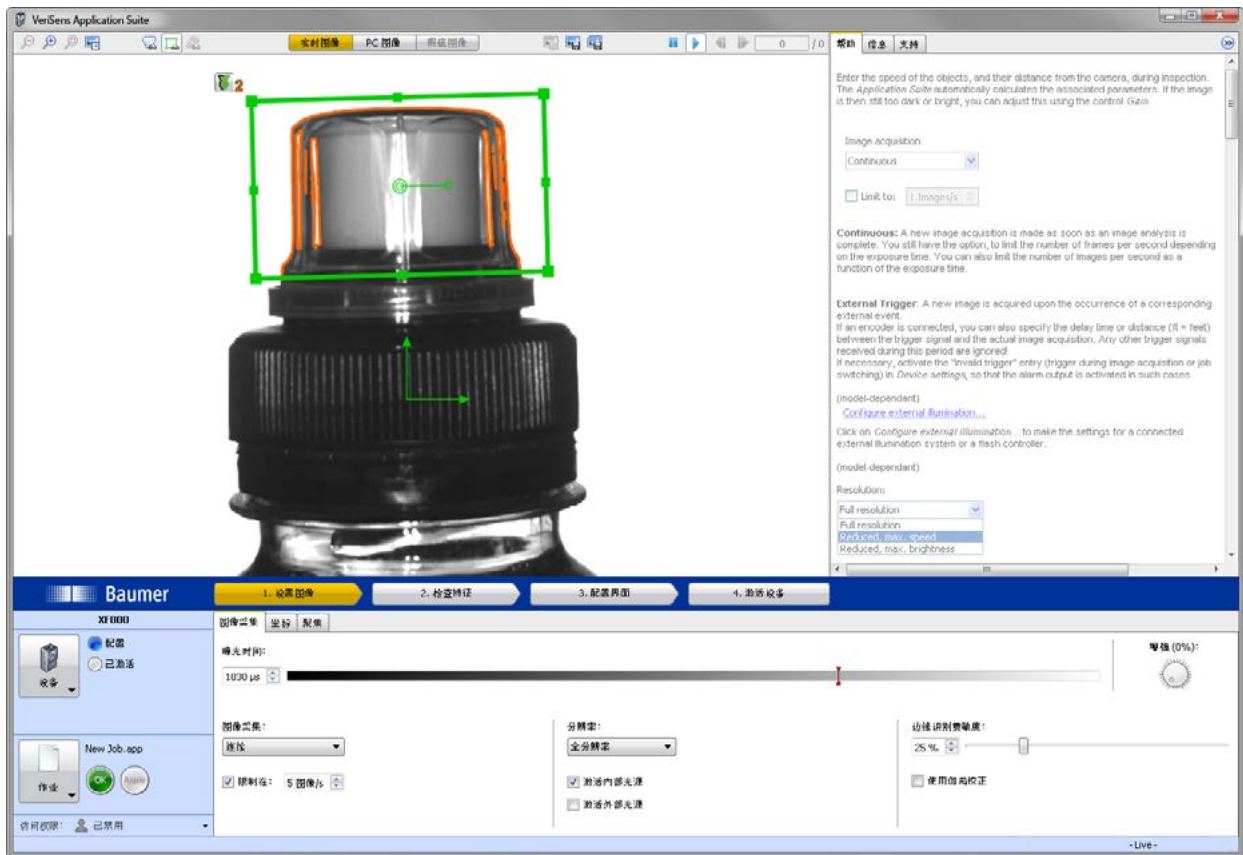 VeriSens Application Suite
实时图像 PC 图像 瑕疵图像
0 / 0
帮助 信息 支持
2
Enter the speed of the objects, and their distance from the camera, during inspection.
The Application Suite automatically calculates the associated parameters. If the image
is then still too dark or bright, you can adjust this using the control Gain.
Image acquisition
Continuous
Limit to: 1 Images/s
Continuous: A new image acquisition is made as soon as an image analysis is
complete. You still have the option, to limit the number of frames per second depending
on the exposure time. You can also limit the number of images per second as a
function of the exposure time.
External Trigger: A new image is acquired upon the occurrence of a corresponding
external event.
If an encoder is connected, you can also specify the delay time or distance (ft = feet)
between the trigger signal and the actual image acquisition. Any other trigger signals
received during this period are ignored!
If necessary, activate the "Invalid trigger" entry (trigger during image acquisition or job
switching) in Device settings, so that the alarm output is activated in such cases.
(model-dependant)
Configure external illumination...
Click on Configure external illumination... to make the settings for a connected
external illumination system or a flash controller.
(model-dependant)
Resolution:
Full resolution
Full resolution
Reduced, max. speed
Reduced, max. brightness
Baumer
1. 设置图像 2. 检查特征 3. 配置界面 4. 激活设备
XF800
设备
配置
已激活
New Job.app
作业
OK Alarm
访问权限: 已禁用
图像采集 坐标 聚焦
曝光时间:
1030 µs
增强 (0%):
图像采集:
连续
限制在: 5 图像/s
分辨率:
全分辨率
激活内部光源
激活外部光源
边缘识别灵敏度:
25 %
- Live -